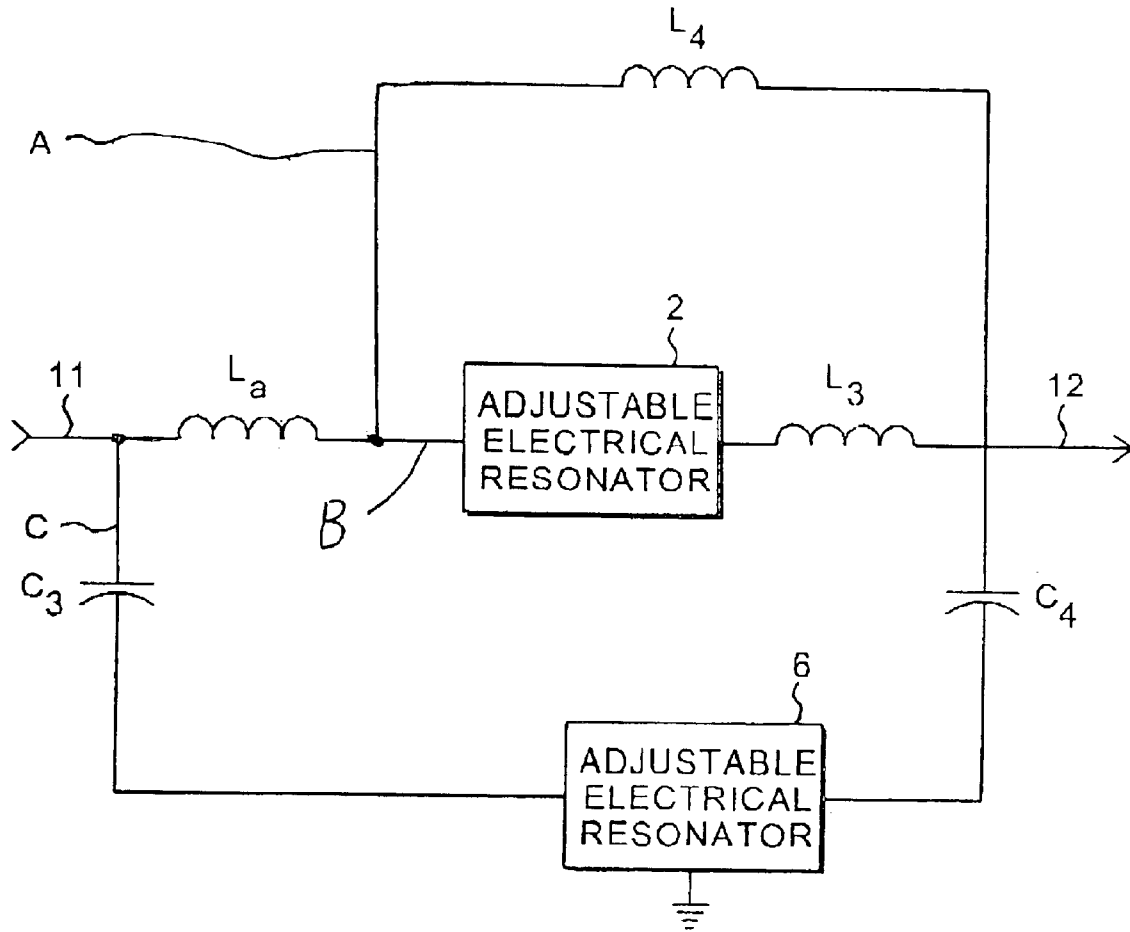 L4
A
2
11
La
ADJUSTABLE
ELECTRICAL
RESONATOR
L3
12
B
C
C3
C4
6
ADJUSTABLE
ELECTRICAL
RESONATOR